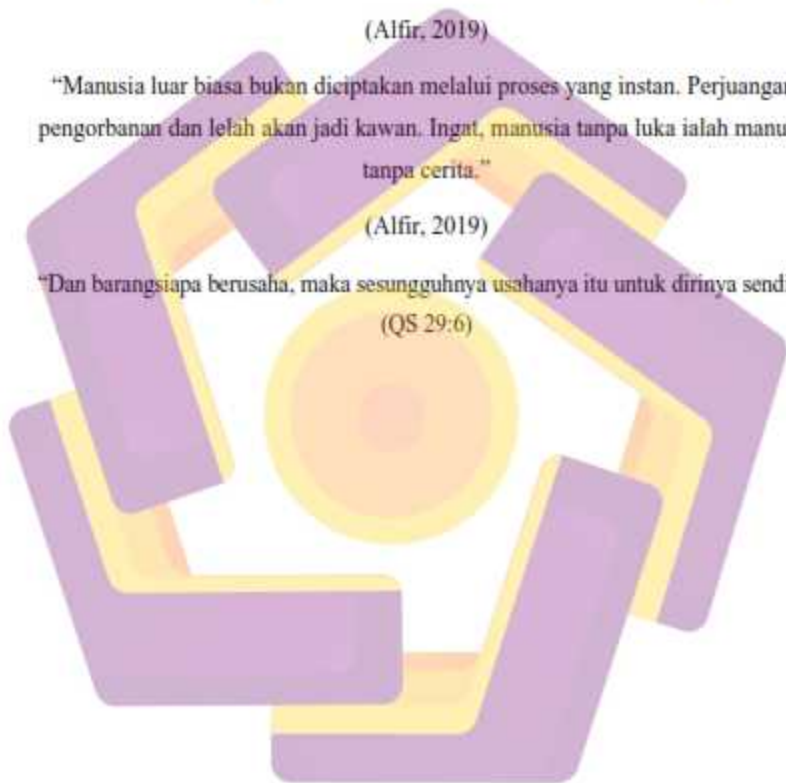 (Alfir, 2019)
“Manusia luar biasa bukan diciptakan melalui proses yang instan. Perjuangan
pengorbanan dan lelah akan jadi kawan. Ingat, manusia tanpa luka ialah manu
tanpa cerita.”
(Alfir, 2019)
“Dan barangsiapa berusaha, maka sesungguhnya usahanya itu untuk dirinya sendi
(QS 29:6)